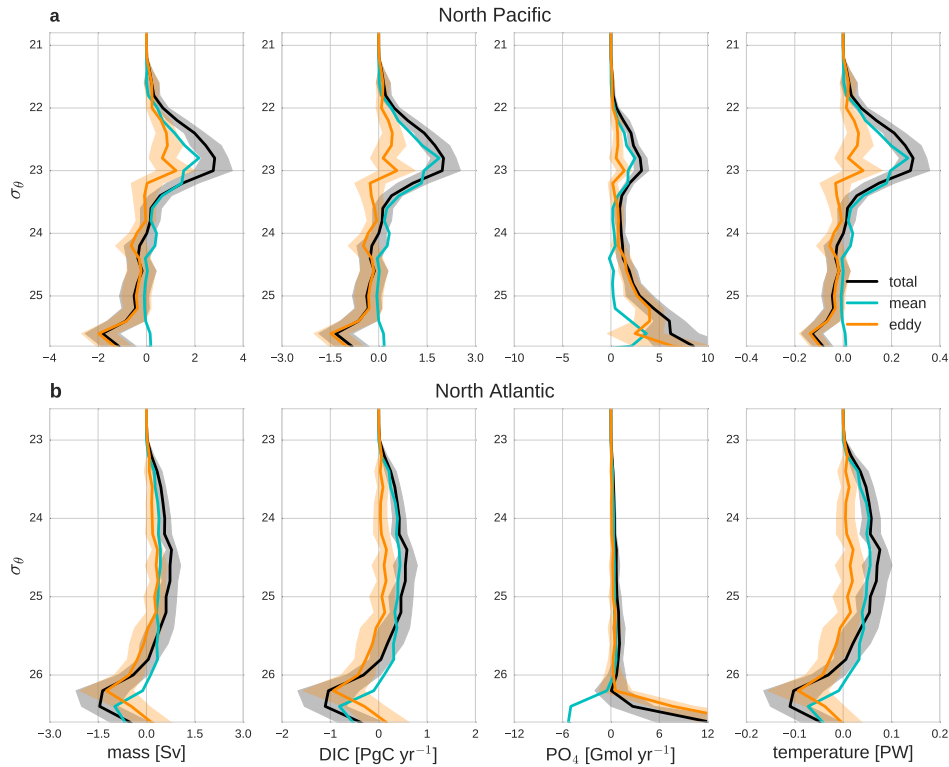 a North Pacific
21
22
23
24
25
σθ
−4 −2 0 2 4
21
22
23
24
25
−3.0 −1.5 0.0 1.5 3.0
21
22
23
24
25
−10 −5 0 5 10
21
22
23
24
25
total
mean
eddy
−0.4 −0.2 0.0 0.2 0.4
b North Atlantic
23
24
25
26
σθ
−3.0 −1.5 0.0 1.5 3.0
mass [Sv]
23
24
25
26
−2 −1 0 1 2
DIC [PgC yr⁻¹]
23
24
25
26
−12 −6 0 6 12
PO₄ [Gmol yr⁻¹]
23
24
25
26
−0.2 −0.1 0.0 0.1 0.2
temperature [PW]